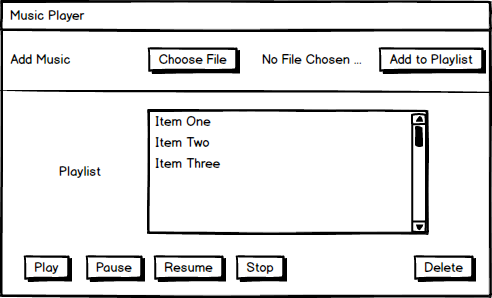 Music Player
Add Music Choose File No File Chosen ... Add to Playlist
Item One
Item Two
Item Three
Playlist
Play Pause Resume Stop Delete